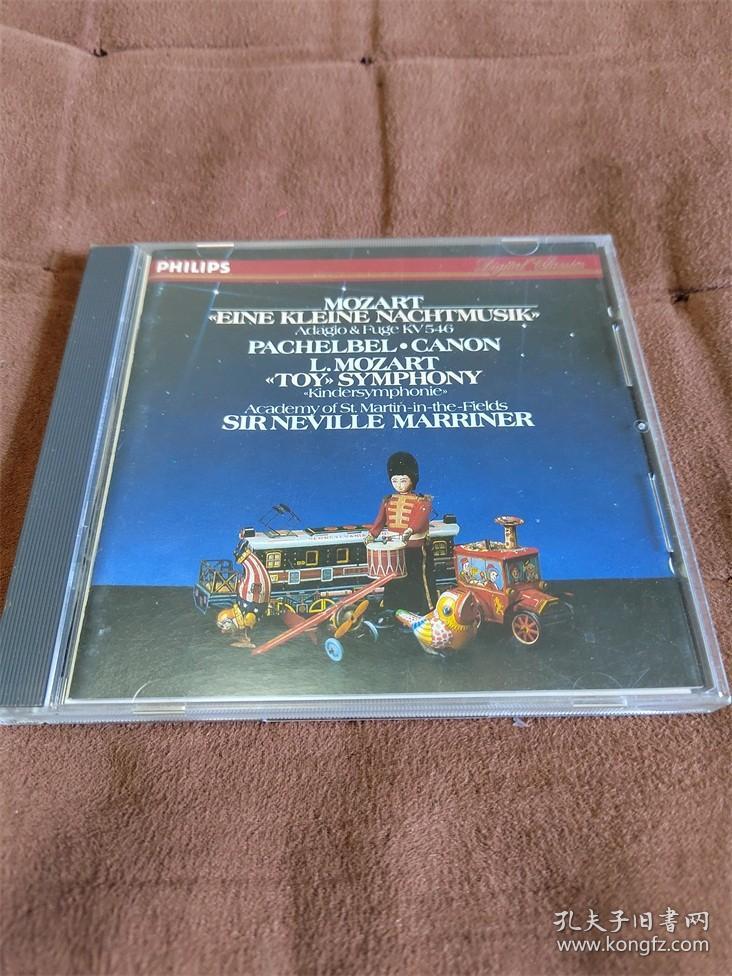 PHILIPS
Digital Classics
MOZART
«EINE KLEINE NACHTMUSIK»
Adagio & Fuge KV 546
PACHELBEL • CANON
L. MOZART
«TOY» SYMPHONY
«Kindersymphonie»
Academy of St. Martin-in-the-Fields
SIR NEVILLE MARRINER
PENNSYLVANIA
孔夫子旧书网
www.kongfz.com